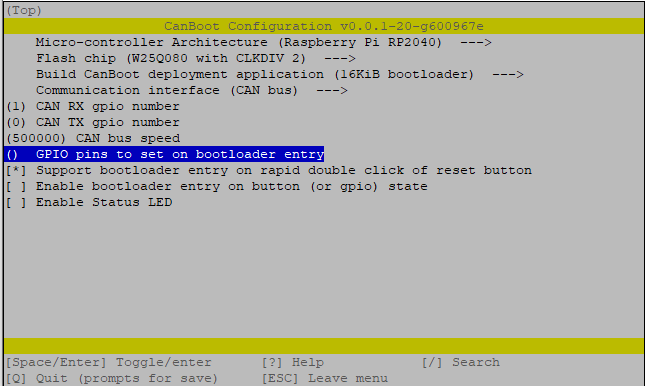 (Top)
CanBoot Configuration v0.0.1-20-g600967e
Micro-controller Architecture (Raspberry Pi RP2040) --->
Flash chip (W25Q080 with CLKDIV 2) --->
Build CanBoot deployment application (16KiB bootloader) --->
Communication interface (CAN bus) --->
(1) CAN RX gpio number
(0) CAN TX gpio number
(500000) CAN bus speed
() GPIO pins to set on bootloader entry
[*] Support bootloader entry on rapid double click of reset button
[ ] Enable bootloader entry on button (or gpio) state
[ ] Enable Status LED
[Space/Enter] Toggle/enter [?] Help [/] Search
[Q] Quit (prompts for save) [ESC] Leave menu